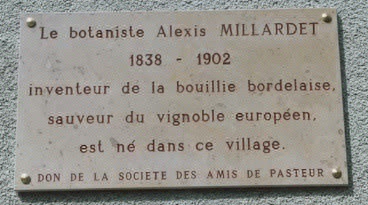 Le botaniste Alexis MILLARDET
1838 - 1902
inventeur de la bouillie bordelaise,
sauveur du vignoble européen,
est né dans ce village.
DON DE LA SOCIETE DES AMIS DE PASTEUR